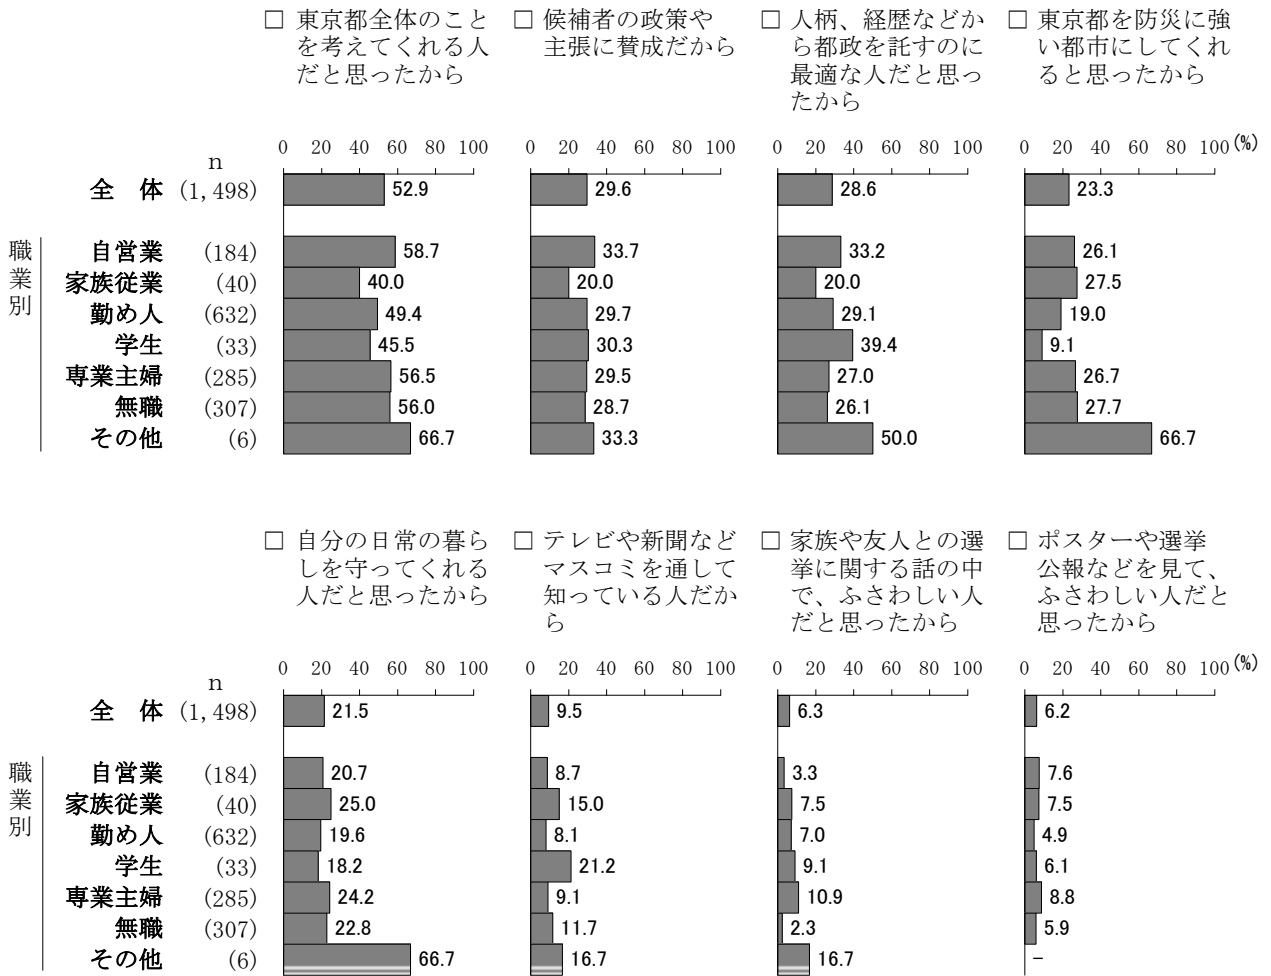 □ 東京都全体のこと
を考えてくれる人
だと思ったから
□ 候補者の政策や
主張に賛成だから
□ 人柄、経歴などか
ら都政を託すのに
最適な人だと思っ
たから
□ 東京都を防災に強
い都市にしてくれ
ると思ったから
0 20 40 60 80 100 0 20 40 60 80 100 0 20 40 60 80 100 0 20 40 60 80 100 (%)
n
全 体 (1,498) 52.9 29.6 28.6 23.3
職業別
自営業 (184) 58.7 33.7 33.2 26.1
家族従業 (40) 40.0 20.0 20.0 27.5
勤め人 (632) 49.4 29.7 29.1 19.0
学生 (33) 45.5 30.3 39.4 9.1
専業主婦 (285) 56.5 29.5 27.0 26.7
無職 (307) 56.0 28.7 26.1 27.7
その他 (6) 66.7 33.3 50.0 66.7
□ 自分の日常の暮ら
しを守ってくれる
人だと思ったから
□ テレビや新聞など
マスコミを通して
知っている人だか
ら
□ 家族や友人との選
挙に関する話の中
で、ふさわしい人
だと思ったから
□ ポスターや選挙
公報などを見て、
ふさわしい人だと
思ったから
0 20 40 60 80 100 0 20 40 60 80 100 0 20 40 60 80 100 0 20 40 60 80 100 (%)
n
全 体 (1,498) 21.5 9.5 6.3 6.2
職業別
自営業 (184) 20.7 8.7 3.3 7.6
家族従業 (40) 25.0 15.0 7.5 7.5
勤め人 (632) 19.6 8.1 7.0 4.9
学生 (33) 18.2 21.2 9.1 6.1
専業主婦 (285) 24.2 9.1 10.9 8.8
無職 (307) 22.8 11.7 2.3 5.9
その他 (6) 66.7 16.7 16.7 -